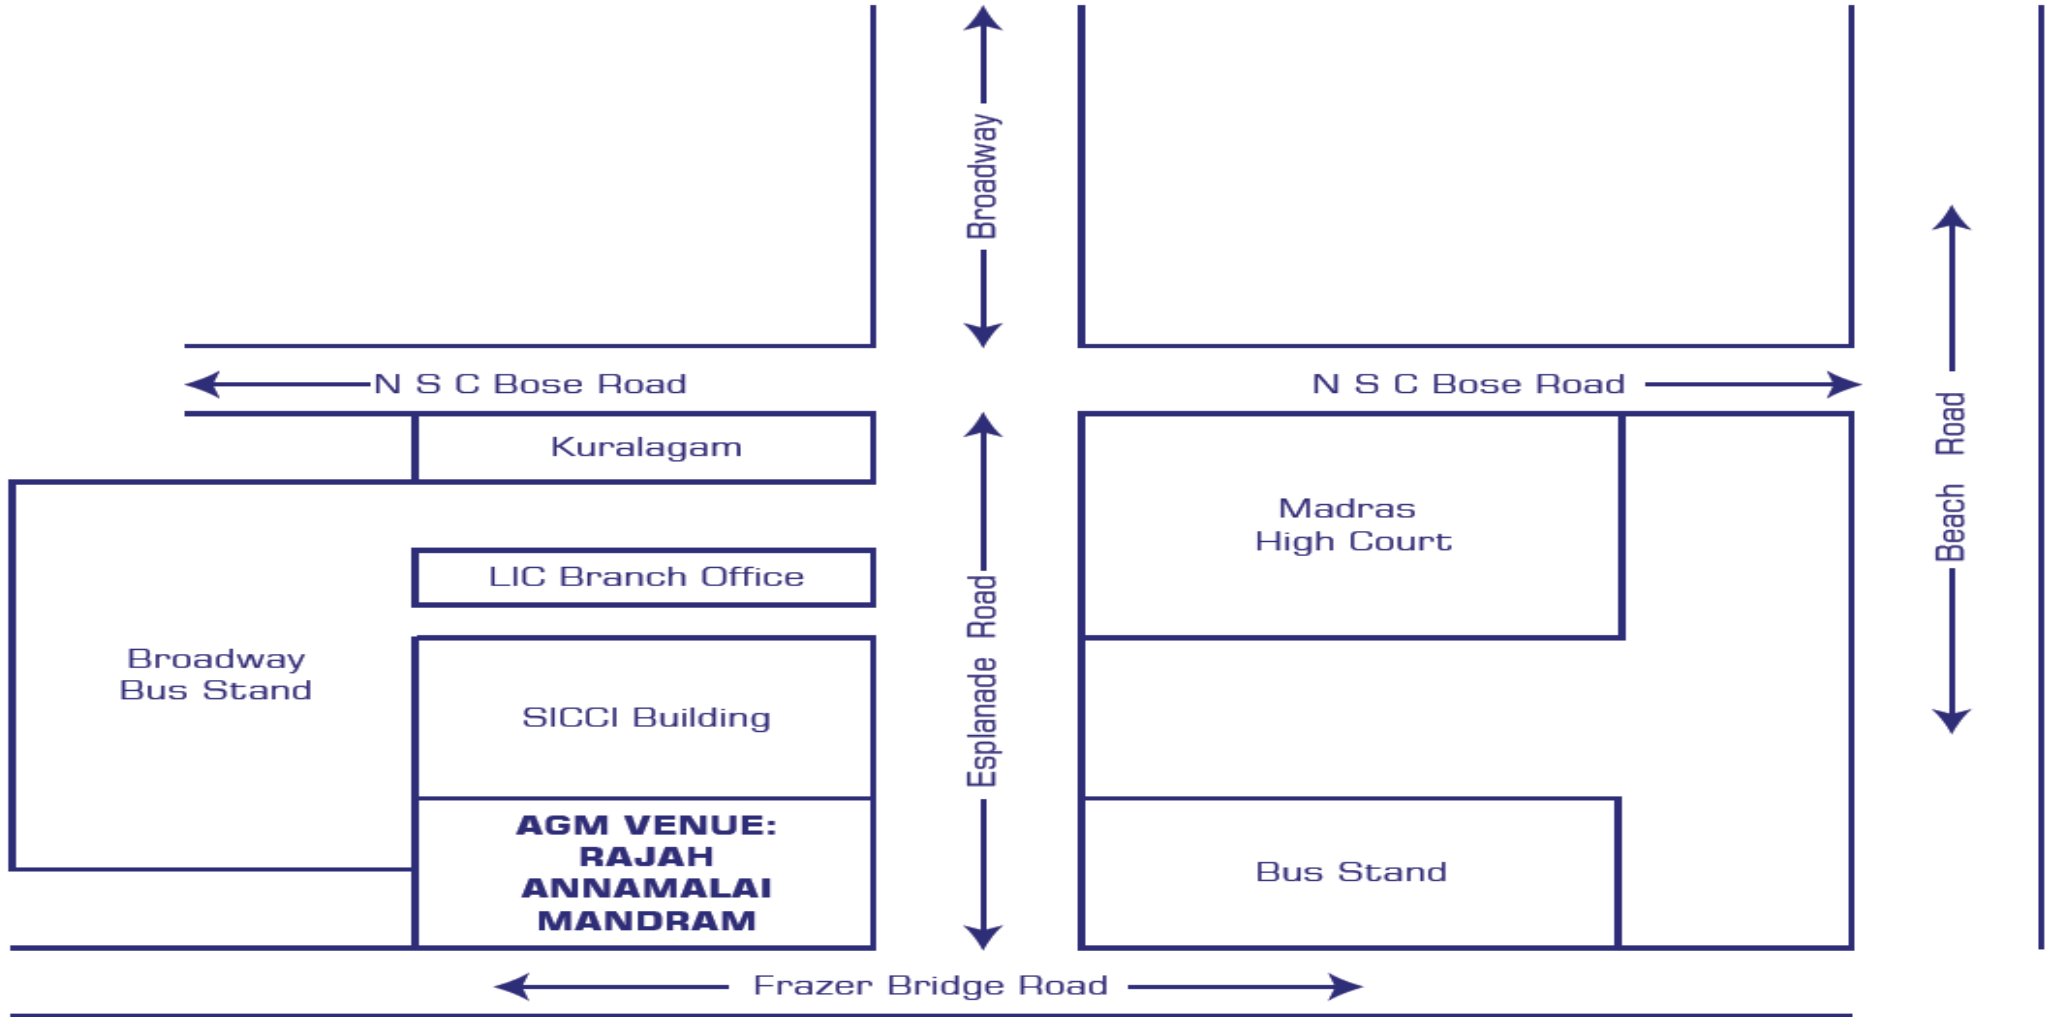 Broadway
N S C Bose Road
N S C Bose Road
Kuralagam
Madras
High Court
Beach Road
LIC Branch Office
Esplanade Road
Broadway
Bus Stand
SICCI Building
AGM VENUE:
RAJAH
ANNAMALAI
MANDRAM
Bus Stand
Frazer Bridge Road